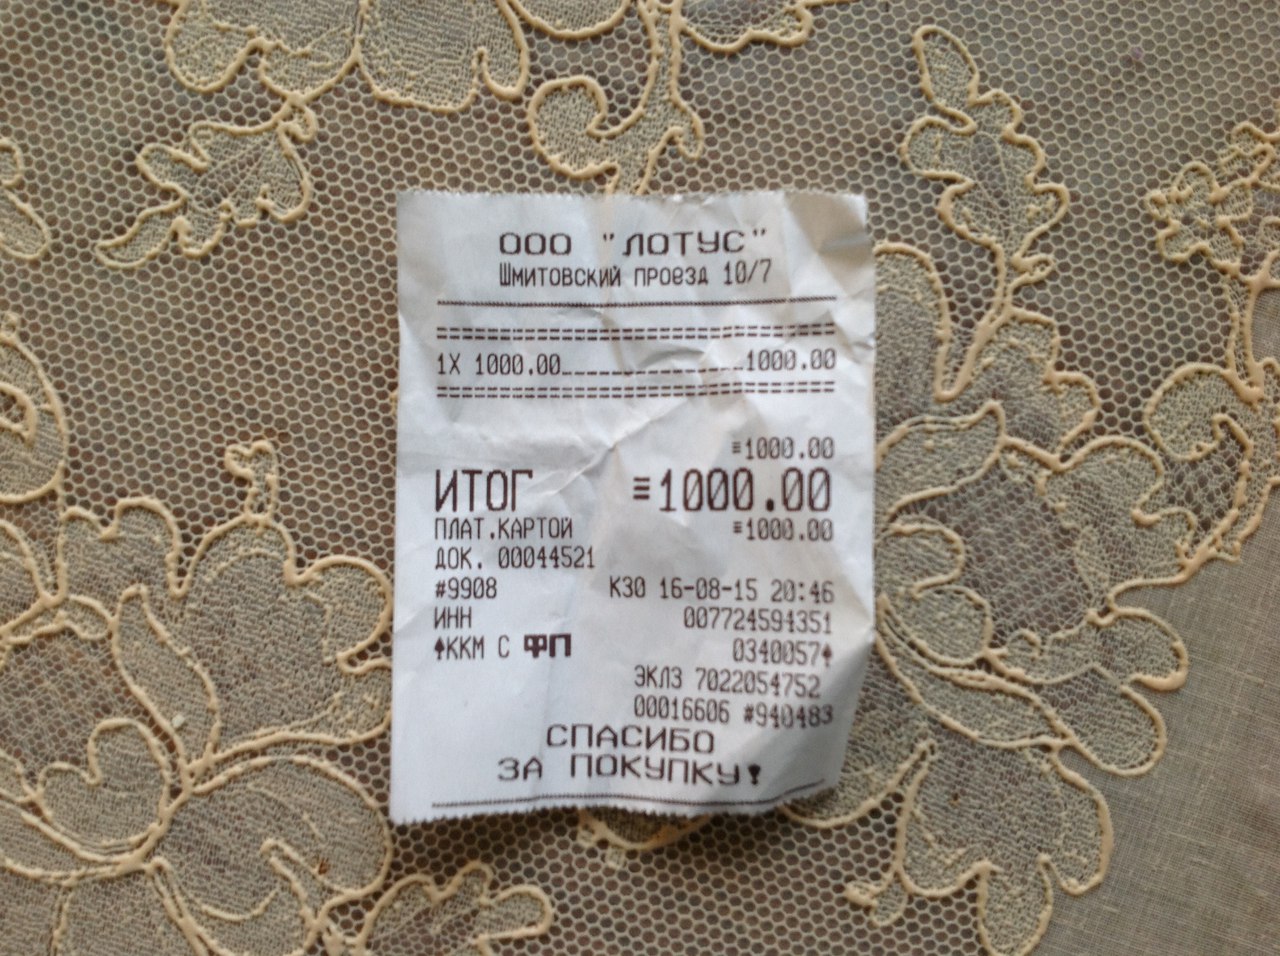 ООО "ЛОТУС"
Шмитовский проезд 10/7
1X 1000.00 1000.00
≡1000.00
ИТОГ ≡1000.00
ПЛАТ.КАРТОЙ ≡1000.00
ДОК. 00044521
#9908 К30 16-08-15 20:46
ИНН 007724594351
ККМ С ФП 0340057
ЭКЛЗ 7022054752
00016606 #940483
СПАСИБО
ЗА ПОКУПКУ!